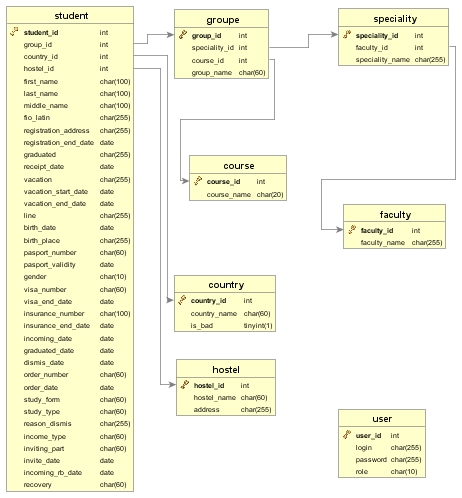 student
student_id int
group_id int
country_id int
hostel_id int
first_name char(100)
last_name char(100)
middle_name char(100)
fio_latin char(255)
registration_address char(255)
registration_end_date date
graduated char(255)
receipt_date date
vacation char(255)
vacation_start_date date
vacation_end_date date
line char(255)
birth_date date
birth_place char(255)
pasport_number char(60)
pasport_validity date
gender char(10)
visa_number char(60)
visa_end_date date
insurance_number char(100)
insurance_end_date date
incoming_date date
graduated_date date
dismis_date date
order_number char(60)
order_date date
study_form char(60)
study_type char(60)
reason_dismis char(255)
income_type char(60)
inviting_part char(60)
invite_date date
incoming_rb_date date
recovery char(60)
groupe
group_id int
speciality_id int
course_id int
group_name char(60)
speciality
speciality_id int
faculty_id int
speciality_name char(255)
course
course_id int
course_name char(20)
faculty
faculty_id int
faculty_name char(255)
country
country_id int
country_name char(60)
is_bad tinyint(1)
hostel
hostel_id int
hostel_name char(60)
address char(255)
user
user_id int
login char(255)
password char(255)
role char(10)